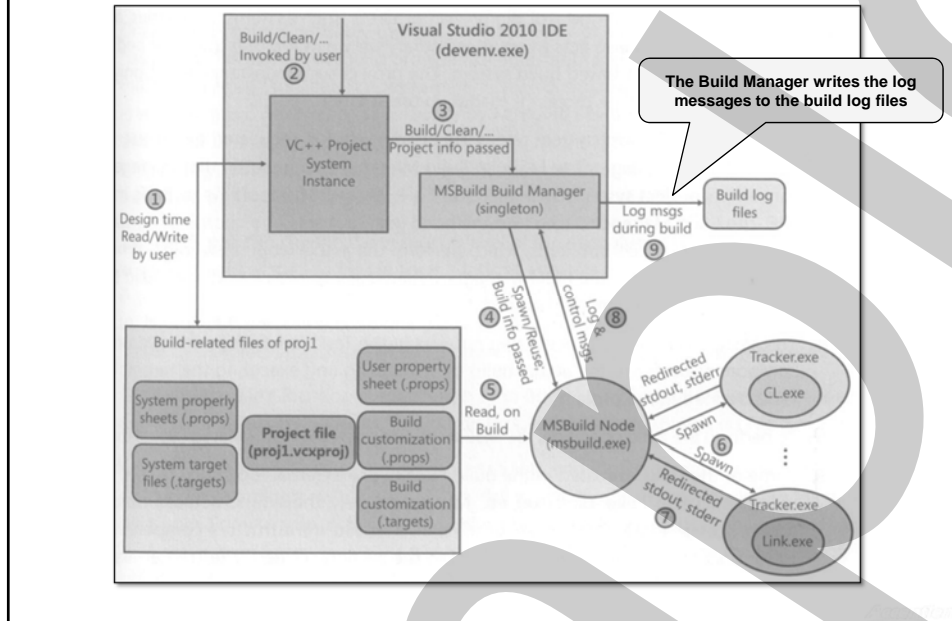 Visual Studio 2010 IDE
(devenv.exe)
Build/Clean/...
Invoked by user
②
The Build Manager writes the log
messages to the build log files
③
Build/Clean/...
Project info passed
VC++ Project
System
Instance
MSBuild Build Manager
(singleton)
Build log
files
Log msgs
during build
⑨
①
Design time
Read/Write
by user
④
Spawn/Reuse;
Build info passed
Log &
control msgs
⑧
Build-related files of proj1
System properly
sheets (.props)
System target
files (.targets)
Project file
(proj1.vcxproj)
User property
sheet (.props)
Build
customization
(.props)
Build
customization
(.targets)
⑤
Read, on
Build
MSBuild Node
(msbuild.exe)
Redirected
stdout, stderr
Spawn
⑥
Spawn
Redirected
stdout, stderr
⑦
Tracker.exe
CL.exe
Tracker.exe
Link.exe